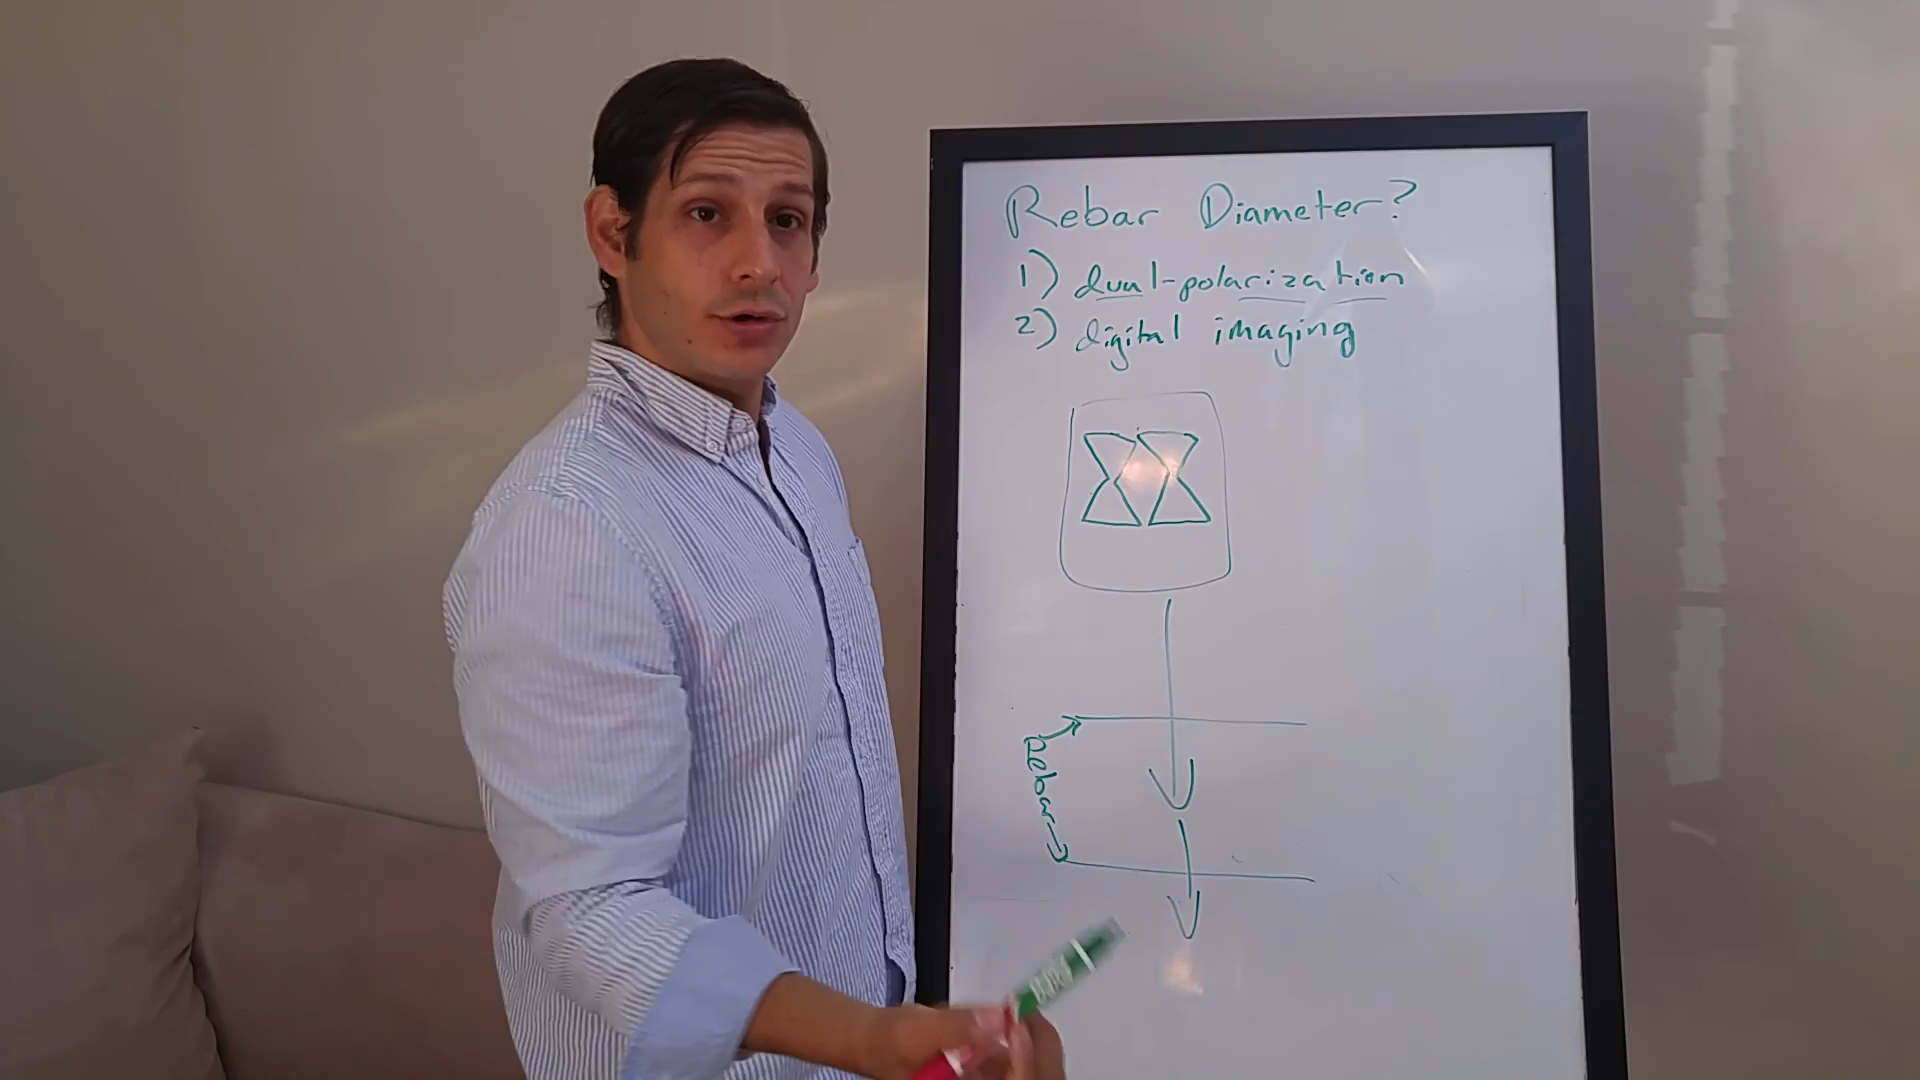 Rebar Diameter?
1) dual-polarization
2) digital imaging
Rebar